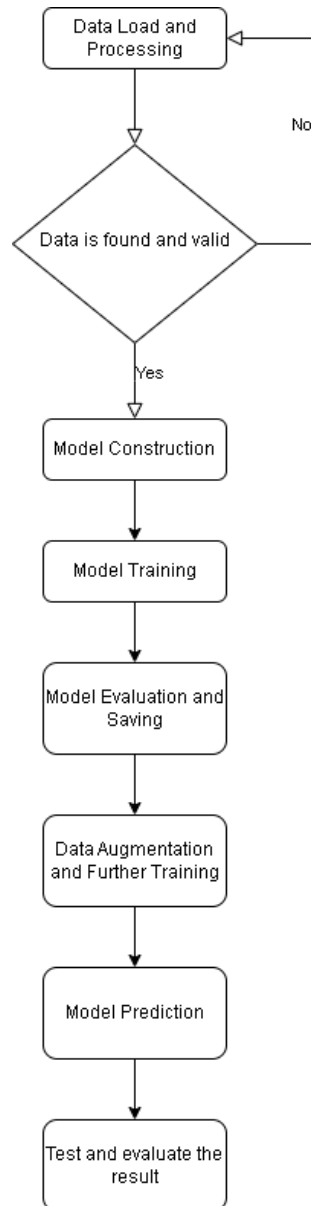 Data Load and
Processing
No
Data is found and valid
Yes
Model Construction
Model Training
Model Evaluation and
Saving
Data Augmentation
and Further Training
Model Prediction
Test and evaluate the
result